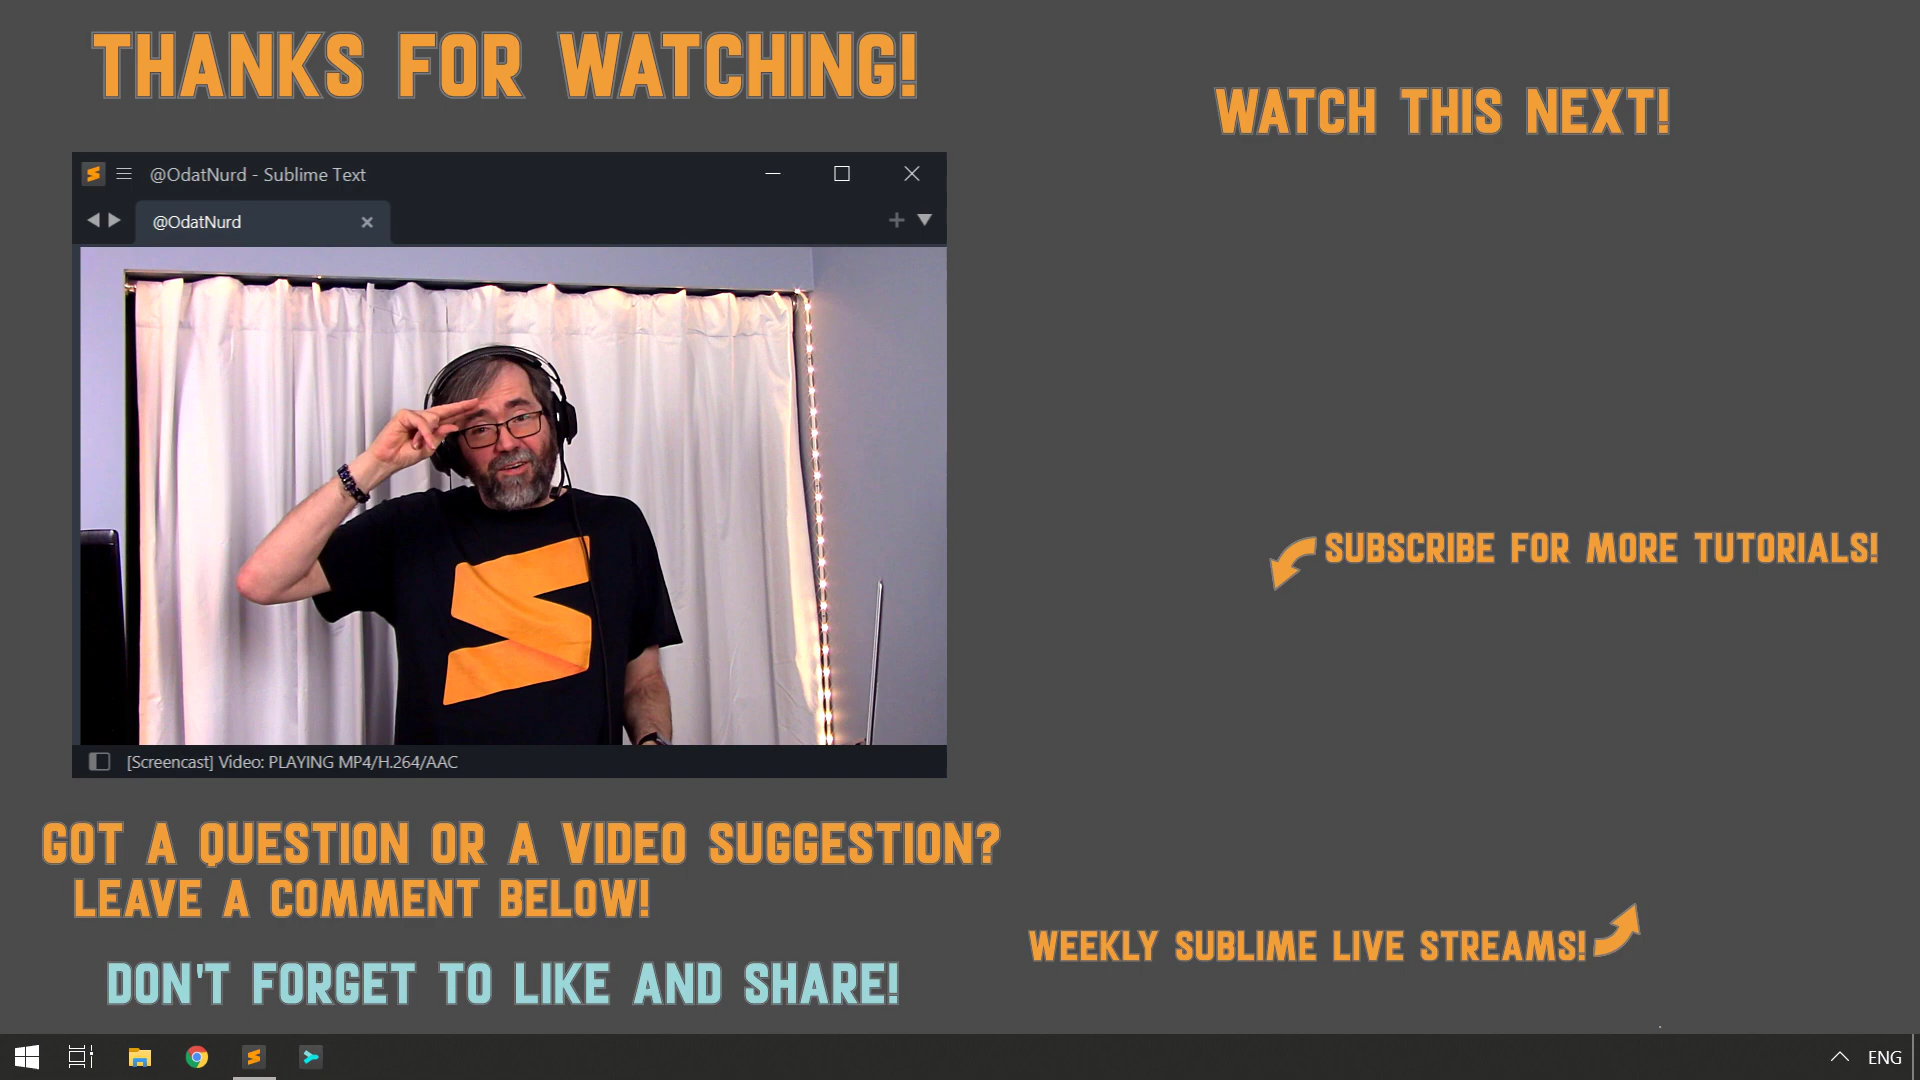 THANKS FOR WATCHING!
WATCH THIS NEXT!
@OdatNurd - Sublime Text
@OdatNurd
SUBSCRIBE FOR MORE TUTORIALS!
[Screencast] Video: PLAYING MP4/H.264/AAC
GOT A QUESTION OR A VIDEO SUGGESTION?
LEAVE A COMMENT BELOW!
WEEKLY SUBLIME LIVE STREAMS!
DON'T FORGET TO LIKE AND SHARE!
ENG